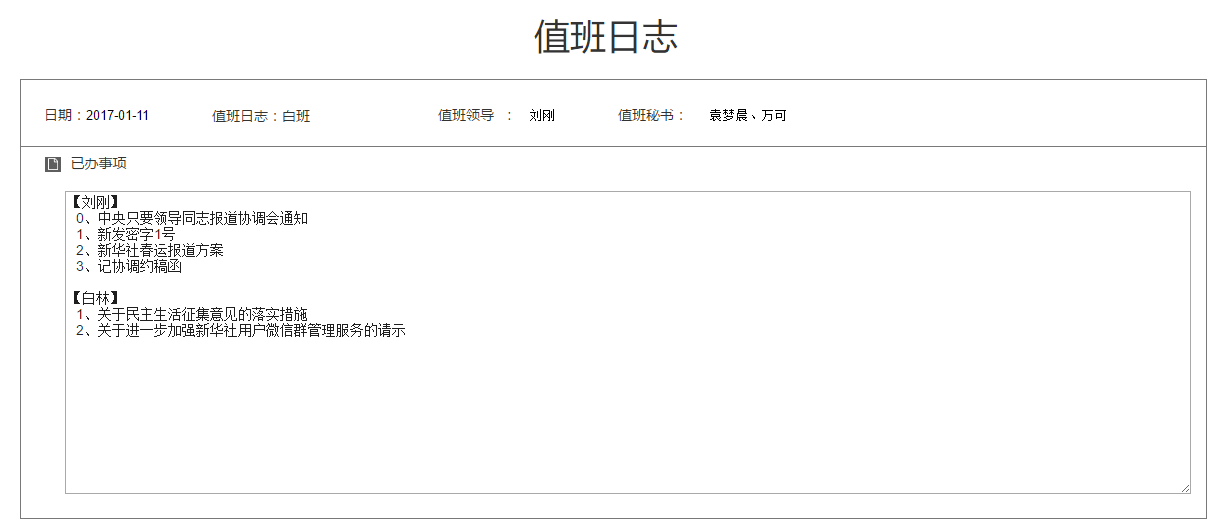 值班日志
日期：2017-01-11 值班日志：白班 值班领导 ： 刘刚 值班秘书： 袁梦晨、万可
已办事项
【刘刚】
0、中央只要领导同志报道协调会通知
1、新发密字1号
2、新华社春运报道方案
3、记协调约稿函
【白林】
1、关于民主生活征集意见的落实措施
2、关于进一步加强新华社用户微信群管理服务的请示